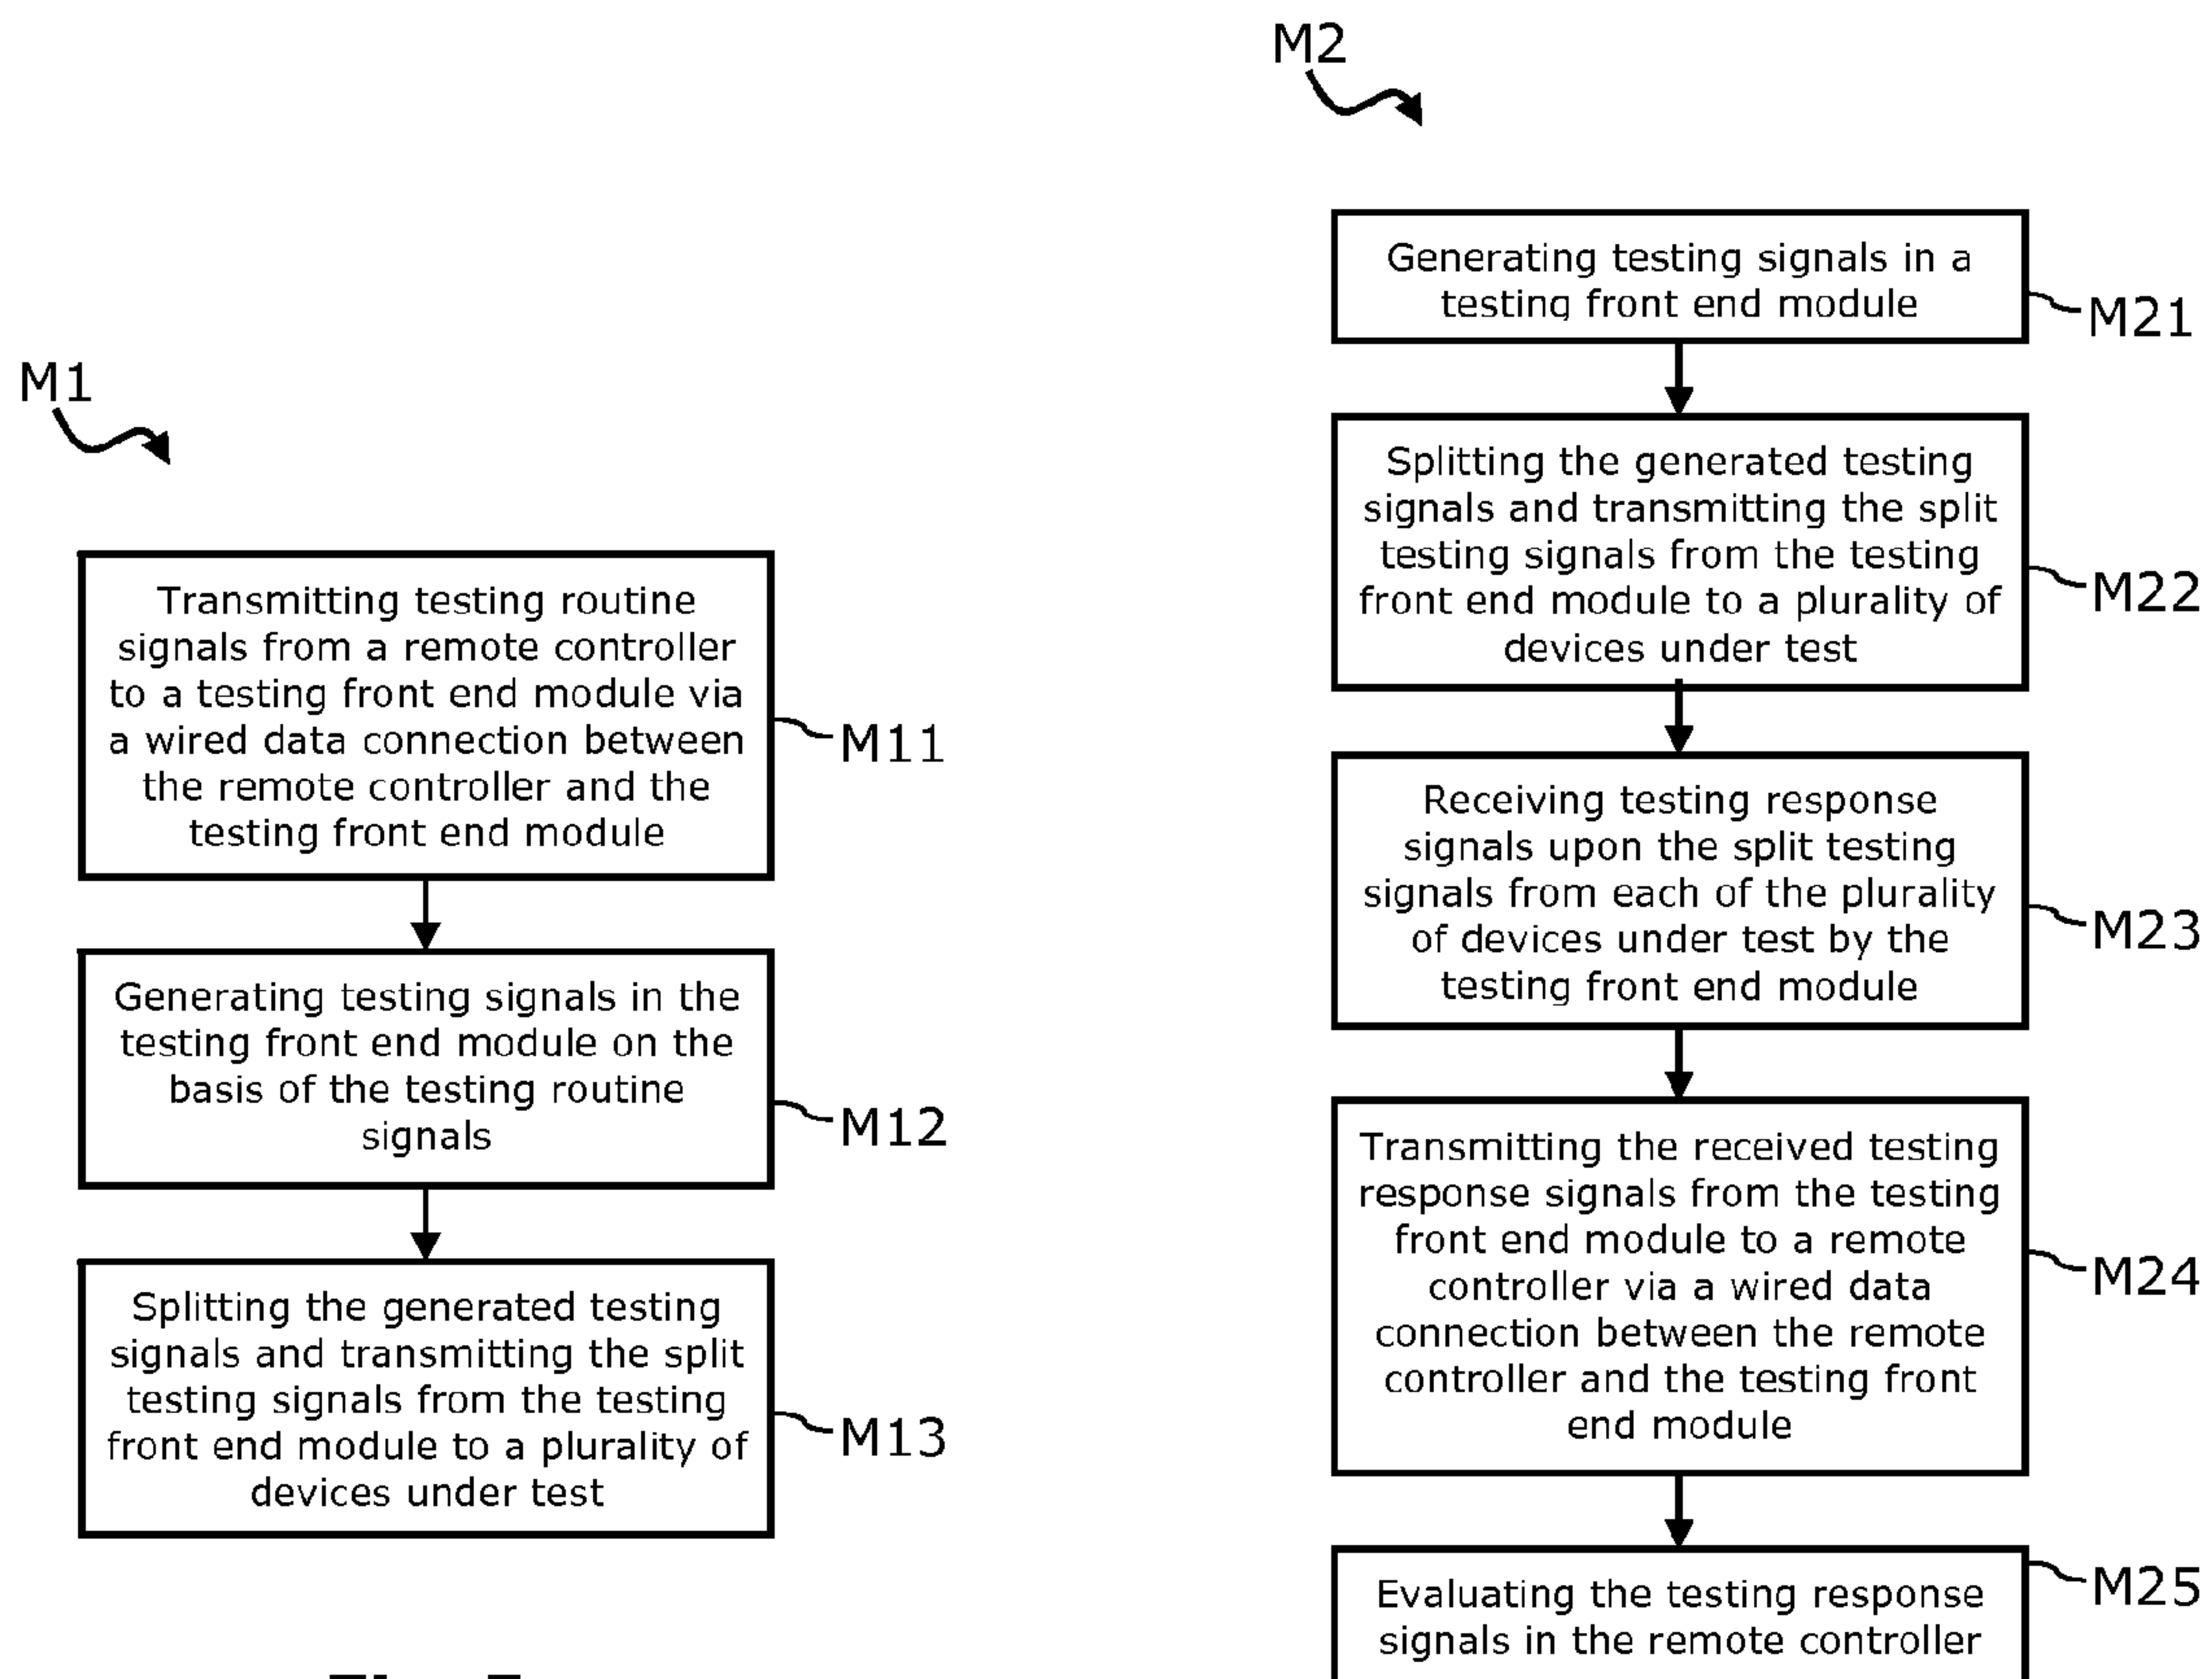 M1
Transmitting testing routine
signals from a remote controller
to a testing front end module via
a wired data connection between
the remote controller and the
testing front end module
M11
Generating testing signals in the
testing front end module on the
basis of the testing routine
signals
M12
Splitting the generated testing
signals and transmitting the split
testing signals from the testing
front end module to a plurality of
devices under test
M13
M2
Generating testing signals in a
testing front end module
M21
Splitting the generated testing
signals and transmitting the split
testing signals from the testing
front end module to a plurality of
devices under test
M22
Receiving testing response
signals upon the split testing
signals from each of the plurality
of devices under test by the
testing front end module
M23
Transmitting the received testing
response signals from the testing
front end module to a remote
controller via a wired data
connection between the remote
controller and the testing front
end module
M24
Evaluating the testing response
signals in the remote controller
M25